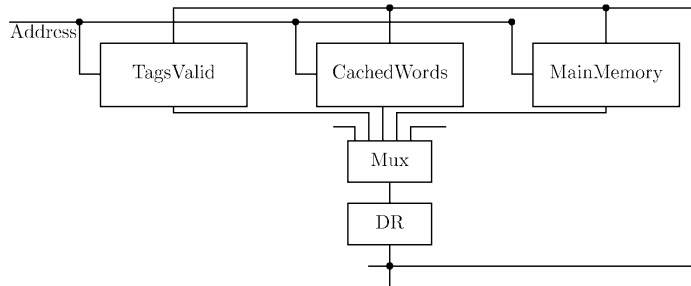 Address
TagsValid
CachedWords
MainMemory
Mux
DR